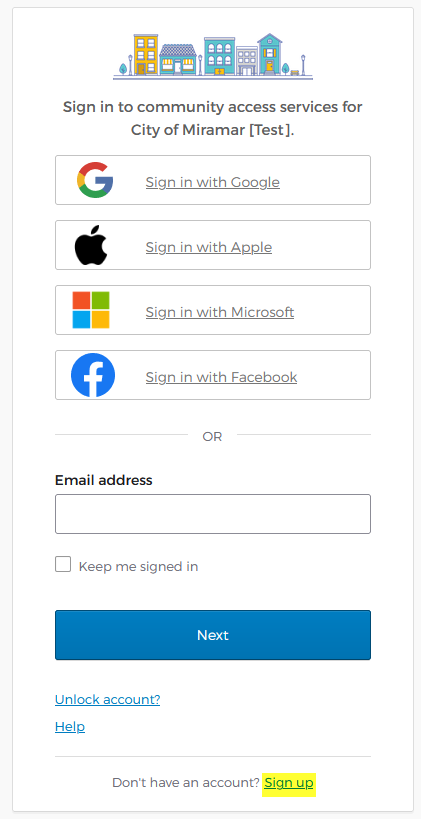 Sign in to community access services for
City of Miramar [Test].
Sign in with Google
Sign in with Apple
Sign in with Microsoft
Sign in with Facebook
OR
Email address
Keep me signed in
Next
Unlock account?
Help
Don't have an account? Sign up